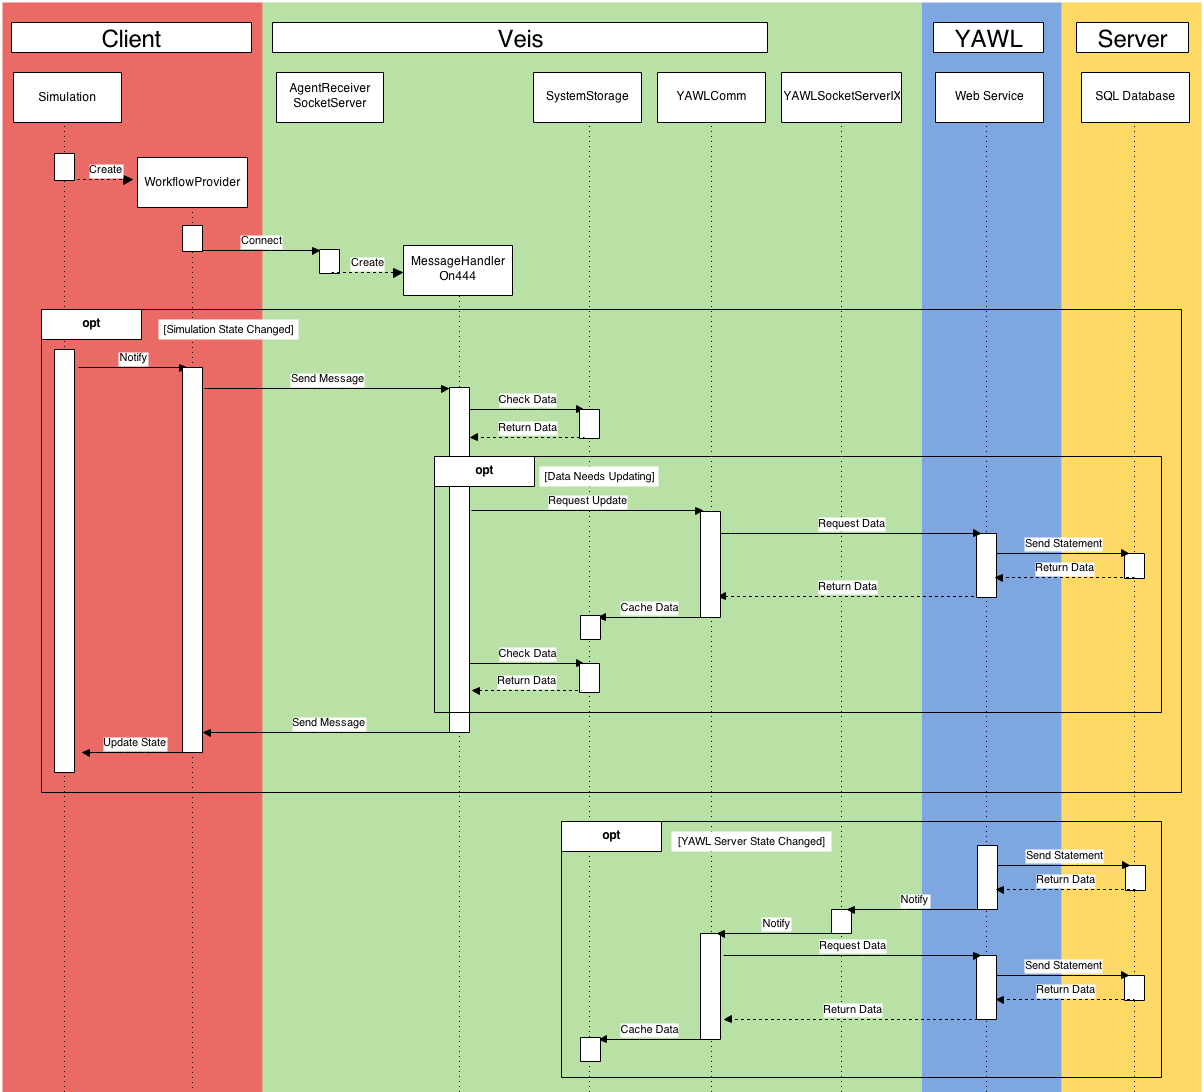 Client
Veis
YAWL
Server
Simulation
AgentReceiver
SocketServer
SystemStorage
YAWLComm
YAWLSocketServerIX
Web Service
SQL Database
Create
WorkflowProvider
Connect
Create
MessageHandler
On444
opt
[Simulation State Changed]
Notify
Send Message
Check Data
Return Data
opt
[Data Needs Updating]
Request Update
Request Data
Send Statement
Return Data
Return Data
Cache Data
Check Data
Return Data
Send Message
Update State
opt
[YAWL Server State Changed]
Send Statement
Return Data
Notify
Notify
Request Data
Send Statement
Return Data
Return Data
Cache Data